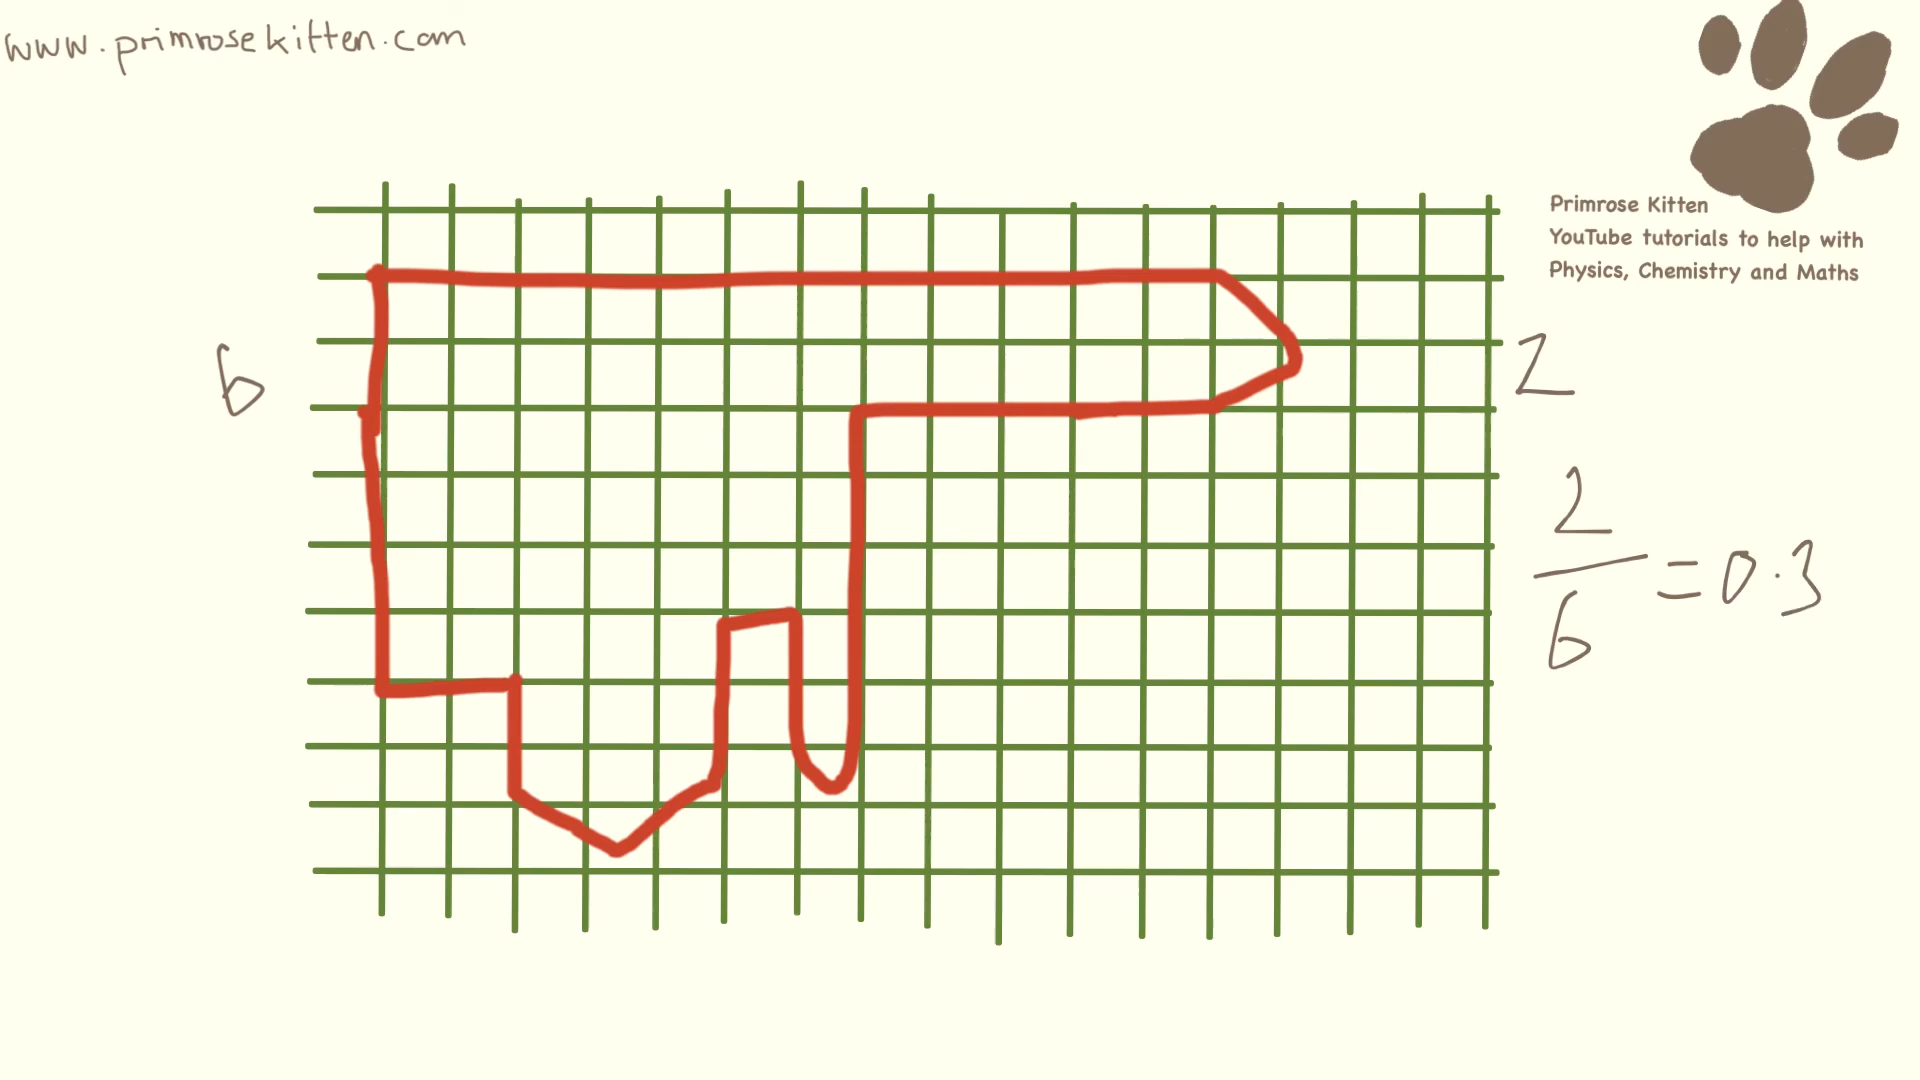 www.primrosekitten.com
Primrose Kitten
YouTube tutorials to help with
Physics, Chemistry and Maths
6
2
2
6
=0.3